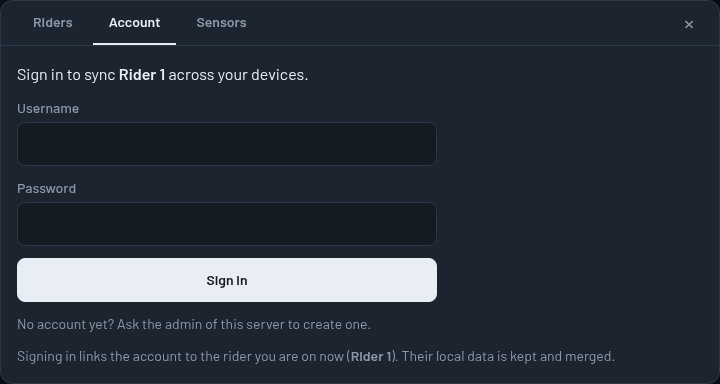 Riders Account Sensors ×
Sign in to sync Rider 1 across your devices.
Username
Password
Sign in
No account yet? Ask the admin of this server to create one.
Signing in links the account to the rider you are on now (Rider 1). Their local data is kept and merged.